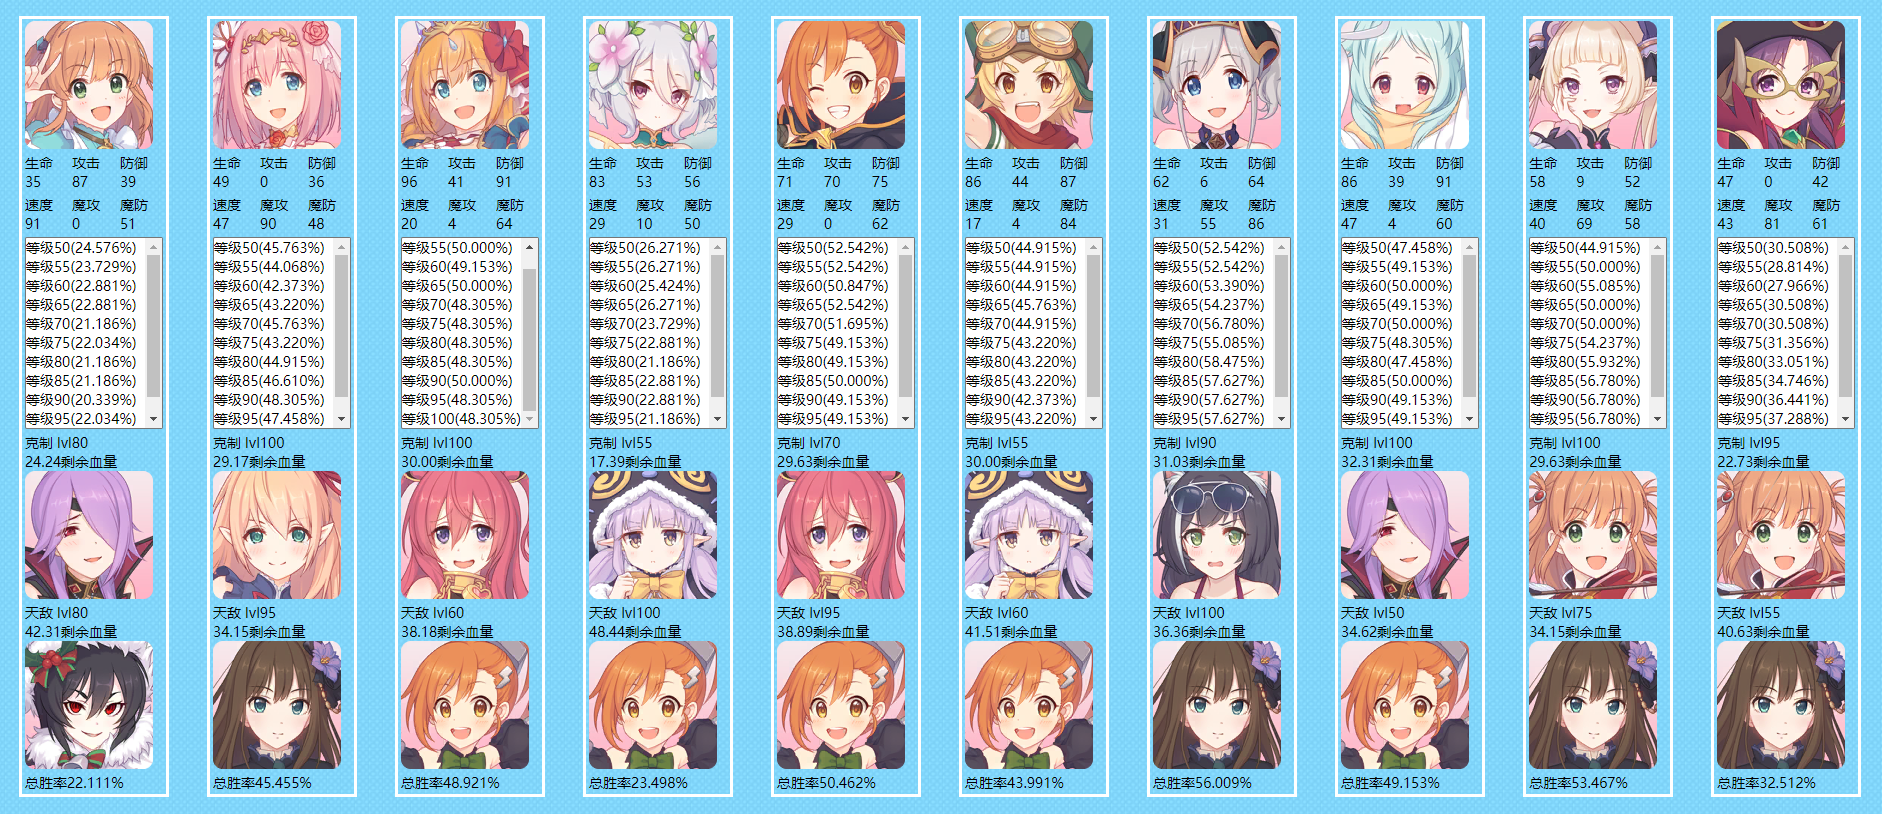 生命 攻击 防御
35 87 39
速度 魔攻 魔防
91 0 51
等级50(24.576%)
等级55(23.729%)
等级60(22.881%)
等级65(22.881%)
等级70(21.186%)
等级75(22.034%)
等级80(21.186%)
等级85(21.186%)
等级90(20.339%)
等级95(22.034%)
克制 lvl80
24.24剩余血量
天敌 lvl80
42.31剩余血量
总胜率22.111%
生命 攻击 防御
49 0 36
速度 魔攻 魔防
47 90 48
等级50(45.763%)
等级55(44.068%)
等级60(42.373%)
等级65(43.220%)
等级70(45.763%)
等级75(43.220%)
等级80(44.915%)
等级85(46.610%)
等级90(48.305%)
等级95(47.458%)
克制 lvl100
29.17剩余血量
天敌 lvl95
34.15剩余血量
总胜率45.455%
生命 攻击 防御
96 41 91
速度 魔攻 魔防
20 4 64
等级55(50.000%)
等级60(49.153%)
等级65(50.000%)
等级70(48.305%)
等级75(48.305%)
等级80(48.305%)
等级85(48.305%)
等级90(50.000%)
等级95(48.305%)
等级100(48.305%)
克制 lvl100
30.00剩余血量
天敌 lvl60
38.18剩余血量
总胜率48.921%
生命 攻击 防御
83 53 56
速度 魔攻 魔防
29 10 50
等级50(26.271%)
等级55(26.271%)
等级60(25.424%)
等级65(26.271%)
等级70(23.729%)
等级75(22.881%)
等级80(21.186%)
等级85(22.881%)
等级90(22.881%)
等级95(21.186%)
克制 lvl55
17.39剩余血量
天敌 lvl100
48.44剩余血量
总胜率23.498%
生命 攻击 防御
71 70 75
速度 魔攻 魔防
29 0 62
等级50(52.542%)
等级55(52.542%)
等级60(50.847%)
等级65(52.542%)
等级70(51.695%)
等级75(49.153%)
等级80(49.153%)
等级85(50.000%)
等级90(49.153%)
等级95(49.153%)
克制 lvl70
29.63剩余血量
天敌 lvl95
38.89剩余血量
总胜率50.462%
生命 攻击 防御
86 44 87
速度 魔攻 魔防
17 4 84
等级50(44.915%)
等级55(44.915%)
等级60(44.915%)
等级65(45.763%)
等级70(44.915%)
等级75(43.220%)
等级80(43.220%)
等级85(43.220%)
等级90(42.373%)
等级95(43.220%)
克制 lvl55
30.00剩余血量
天敌 lvl60
41.51剩余血量
总胜率43.991%
生命 攻击 防御
62 6 64
速度 魔攻 魔防
31 55 86
等级50(52.542%)
等级55(52.542%)
等级60(53.390%)
等级65(54.237%)
等级70(56.780%)
等级75(55.085%)
等级80(58.475%)
等级85(57.627%)
等级90(57.627%)
等级95(57.627%)
克制 lvl90
31.03剩余血量
天敌 lvl100
36.36剩余血量
总胜率56.009%
生命 攻击 防御
86 39 91
速度 魔攻 魔防
47 4 60
等级50(47.458%)
等级55(49.153%)
等级60(50.000%)
等级65(49.153%)
等级70(50.000%)
等级75(48.305%)
等级80(47.458%)
等级85(50.000%)
等级90(49.153%)
等级95(49.153%)
克制 lvl100
32.31剩余血量
天敌 lvl50
34.62剩余血量
总胜率49.153%
生命 攻击 防御
58 9 52
速度 魔攻 魔防
40 69 58
等级50(44.915%)
等级55(50.000%)
等级60(55.085%)
等级65(50.000%)
等级70(50.000%)
等级75(54.237%)
等级80(55.932%)
等级85(56.780%)
等级90(56.780%)
等级95(56.780%)
克制 lvl100
29.63剩余血量
天敌 lvl75
34.15剩余血量
总胜率53.467%
生命 攻击 防御
47 0 42
速度 魔攻 魔防
43 81 61
等级50(30.508%)
等级55(28.814%)
等级60(27.966%)
等级65(30.508%)
等级70(30.508%)
等级75(31.356%)
等级80(33.051%)
等级85(34.746%)
等级90(36.441%)
等级95(37.288%)
克制 lvl95
22.73剩余血量
天敌 lvl55
40.63剩余血量
总胜率32.512%